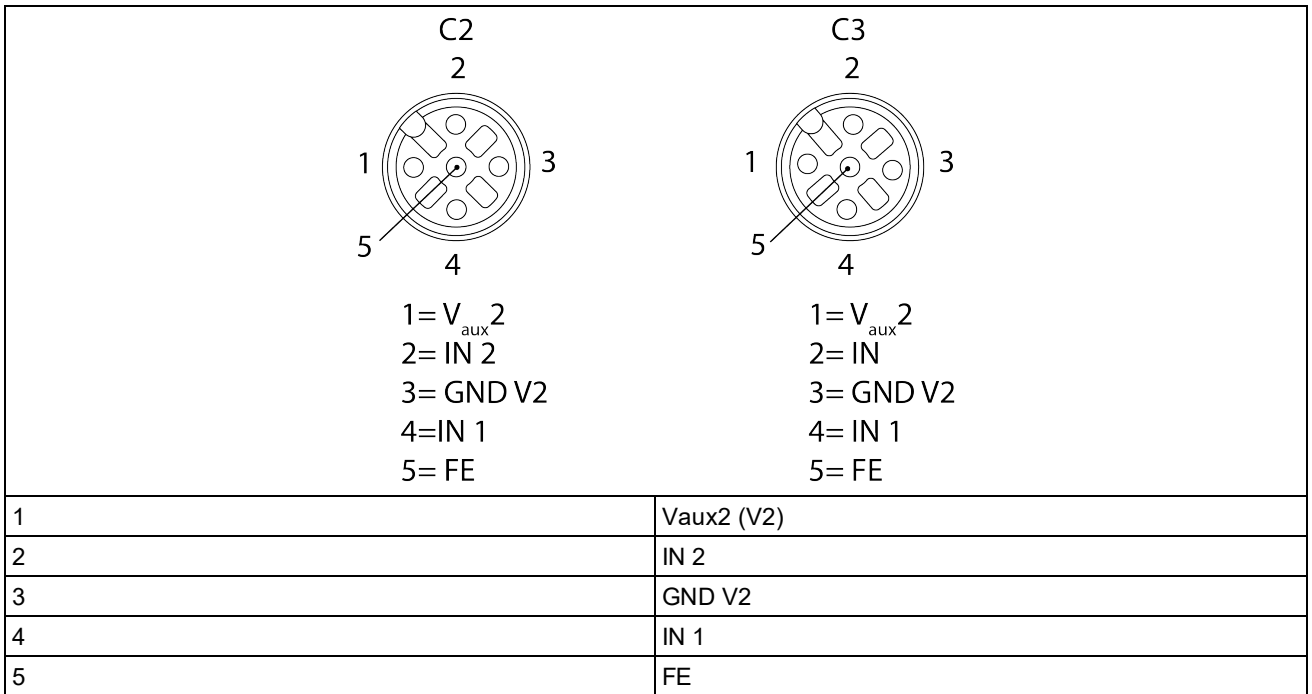 C2
2
1
3
5
4
1= Vaux2
2= IN 2
3= GND V2
4=IN 1
5= FE
C3
2
1
3
5
4
1= Vaux2
2= IN
3= GND V2
4= IN 1
5= FE
1 Vaux2 (V2)
2 IN 2
3 GND V2
4 IN 1
5 FE